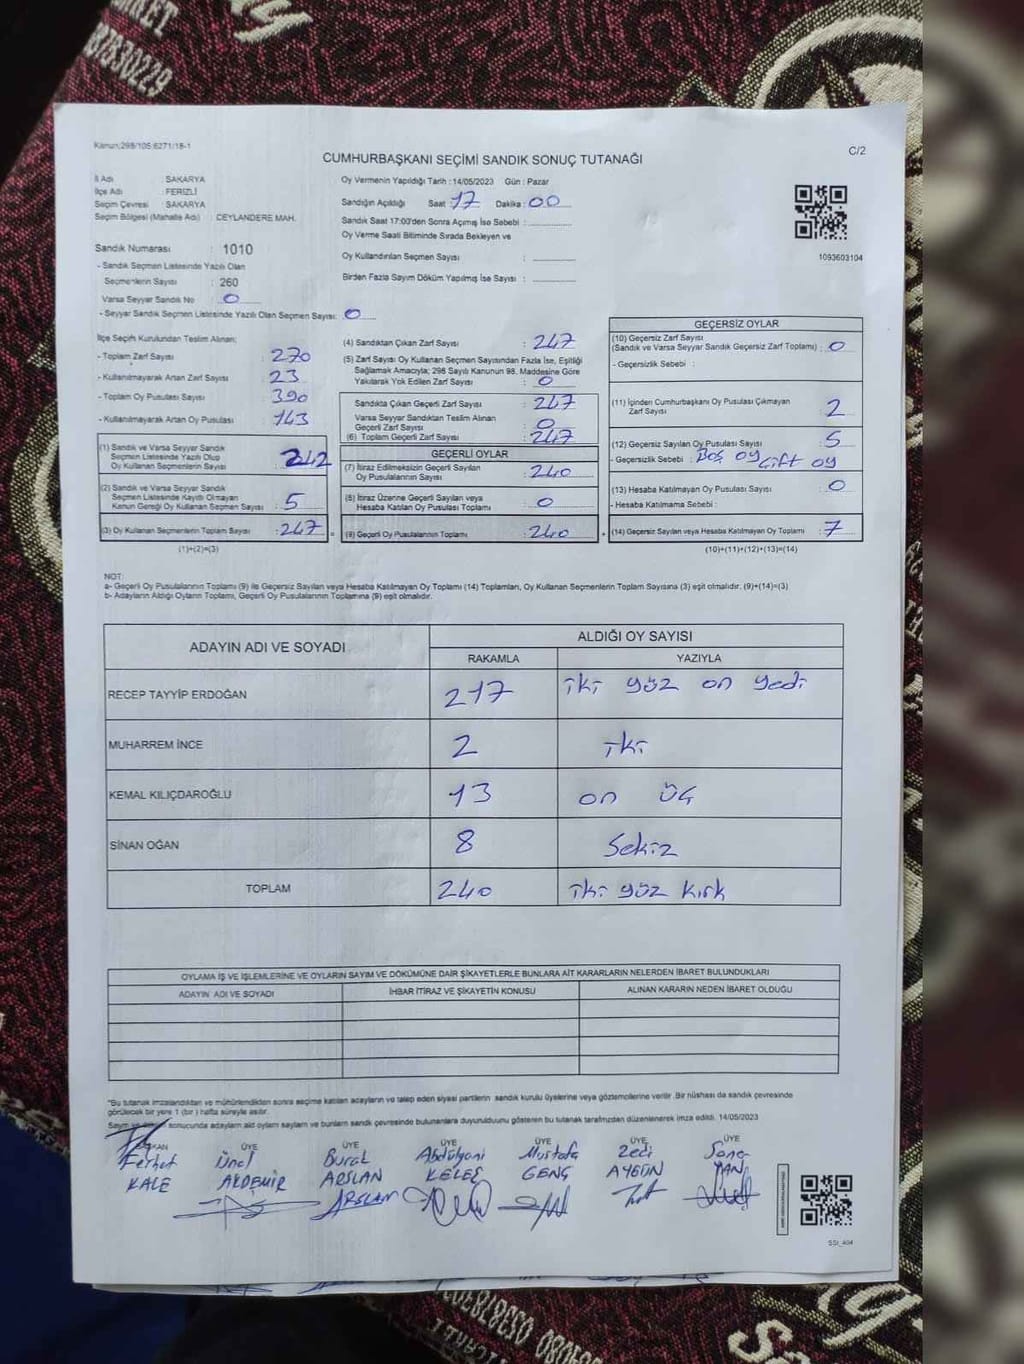 Kanun:298/105:6271/18-1
CUMHURBAŞKANI SEÇİMİ SANDIK SONUÇ TUTANAĞI
C/2
İl Adı : SAKARYA
İlçe Adı : FERİZLİ
Seçim Çevresi : SAKARYA
Seçim Bölgesi (Mahalle Adı) : CEYLANDERE MAH.
Sandık Numarası : 1010
- Sandık Seçmen Listesinde Yazılı Olan
Seçmenlerin Sayısı : 260
Varsa Seyyar Sandık No : 0
- Seyyar Sandık Seçmen Listesinde Yazılı Olan Seçmen Sayısı: 0
Oy Vermenin Yapıldığı Tarih : 14/05/2023 Gün : Pazar
Sandığın Açıldığı Saat : 17 Dakika : 00
Sandık Saat 17:00'den Sonra Açımış İse Sebebi :
Oy Verme Saati Bitiminde Sırada Bekleyen ve
Oy Kullandırılan Seçmen Sayısı :
Birden Fazla Sayım Döküm Yapılmış İse Sayısı :
1093603104
İlçe Seçim Kurulundan Teslim Alınan:
- Toplam Zarf Sayısı : 270
- Kullanılmayarak Artan Zarf Sayısı : 23
- Toplam Oy Pusulası Sayısı : 390
- Kullanılmayarak Artan Oy Pusulası : 143
(1) Sandık ve Varsa Seyyar Sandık
Seçmen Listesinde Yazılı Olup
Oy Kullanan Seçmenlerin Sayısı : 242
(2) Sandık ve Varsa Seyyar Sandık
Seçmen Listesinde Kayıtlı Olmayan
Kanun Gereği Oy Kullanan Seçmen Sayısı : 5
(3) Oy Kullanan Seçmenlerin Toplam Sayısı : 247
(1)+(2)=(3)
(4) Sandıktan Çıkan Zarf Sayısı : 247
(5) Zarf Sayısı Oy Kullanan Seçmen Sayısından Fazla İse, Eşitliği
Sağlamak Amacıyla; 298 Sayılı Kanunun 98. Maddesine Göre
Yakılarak Yok Edilen Zarf Sayısı : 0
Sandıkta Çıkan Geçerli Zarf Sayısı : 247
Varsa Seyyar Sandıktan Teslim Alınan
Geçerli Zarf Sayısı : 0
(6) Toplam Geçerli Zarf Sayısı : 247
GEÇERLİ OYLAR
(7) İtiraz Edilmeksizin Geçerli Sayılan
Oy Pusulasının Sayısı : 240
(8) İtiraz Üzerine Geçerli Sayılan veya
Hesaba Katılan Oy Pusulası Toplamı : 0
(9) Geçerli Oy Pusulalarının Toplamı : 240
GEÇERSİZ OYLAR
(10) Geçersiz Zarf Sayısı
(Sandık ve Varsa Seyyar Sandık Geçersiz Zarf Toplamı) : 0
- Geçersizlik Sebebi :
(11) İçinden Cumhurbaşkanı Oy Pusulası Çıkmayan
Zarf Sayısı : 2
(12) Geçersiz Sayılan Oy Pusulası Sayısı : 5
- Geçersizlik Sebebi : Boş oy Çift oy
(13) Hesaba Katılmayan Oy Pusulası Sayısı : 0
- Hesaba Katılmama Sebebi :
(14) Geçersiz Sayılan veya Hesaba Katılmayan Oy Toplamı : 7
(10)+(11)+(12)+(13)=(14)
NOT:
a- Geçerli Oy Pusulalarının Toplamı (9) ile Geçersiz Sayılan veya Hesaba Katılmayan Oy Toplamı (14) Toplamları, Oy Kullanan Seçmenlerin Toplam Sayısına (3) eşit olmalıdır. (9)+(14)=(3)
b- Adayların Aldığı Oyların Toplamı, Geçerli Oy Pusulalarının Toplamına (9) eşit olmalıdır.
ADAYIN ADI VE SOYADI
ALDIĞI OY SAYISI
RAKAMLA YAZIYLA
RECEP TAYYİP ERDOĞAN 217 iki yüz on yedi
MUHARREM İNCE 2 iki
KEMAL KILIÇDAROĞLU 13 on üç
SİNAN OĞAN 8 Sekiz
TOPLAM 240 iki yüz kırk
OYLAMA İŞ VE İŞLEMLERİNE VE OYLARIN SAYIM VE DÖKÜMÜNE DAİR ŞİKAYETLERLE BUNLARA AİT KARARLARIN NELERDEN İBARET BULUNDUKLARI
ADAYIN ADI VE SOYADI İHBAR İTİRAZ VE ŞİKAYETİN KONUSU ALINAN KARARIN NEDEN İBARET OLDUĞU
"Bu tutanak imzalandıktan ve mühürlendikten sonra seçime katılan adayların ve talep eden siyasi partilerin sandık kurulu üyelerine veya gözlemcilerine verilir. Bir nüshası da sandık çevresinde
görülecek bir yere 1 (bir) hafta süreyle asılır.
sonucunda adayların aldığı oyların sayılarını ve bunların sandık çevresinde bulunanlara duyurulduğunu gösteren bu tutanak tarafımızdan düzenlenerek imza edildi. 14/05/2023
ÜYE ÜYE ÜYE ÜYE ÜYE ÜYE
Ferhat Ünal Burak Abdülgani Mustafa Zeki
KALE AKDEMİR ARSLAN KELEŞ GENÇ AYGÜN YAN
ARSLAN